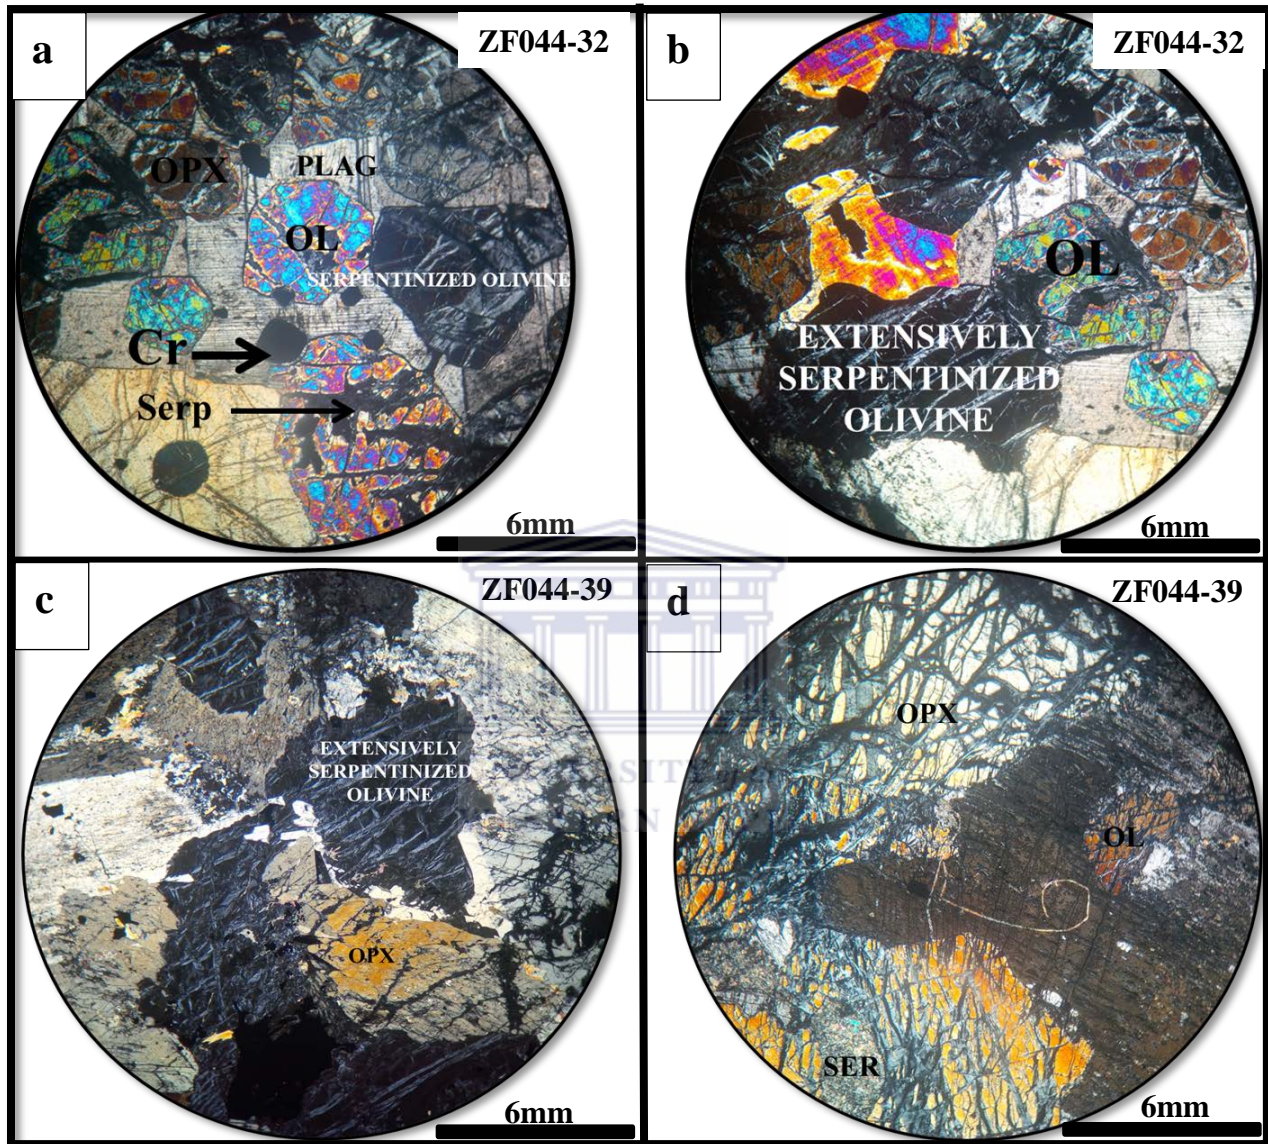 a
ZF044-32
OPX
PLAG
OL
SERPENTINIZED OLIVINE
Cr
Serp
6mm
b
ZF044-32
OL
EXTENSIVELY
SERPENTINIZED
OLIVINE
6mm
c
ZF044-39
EXTENSIVELY
SERPENTINIZED
OLIVINE
OPX
6mm
d
ZF044-39
OPX
OL
SER
6mm